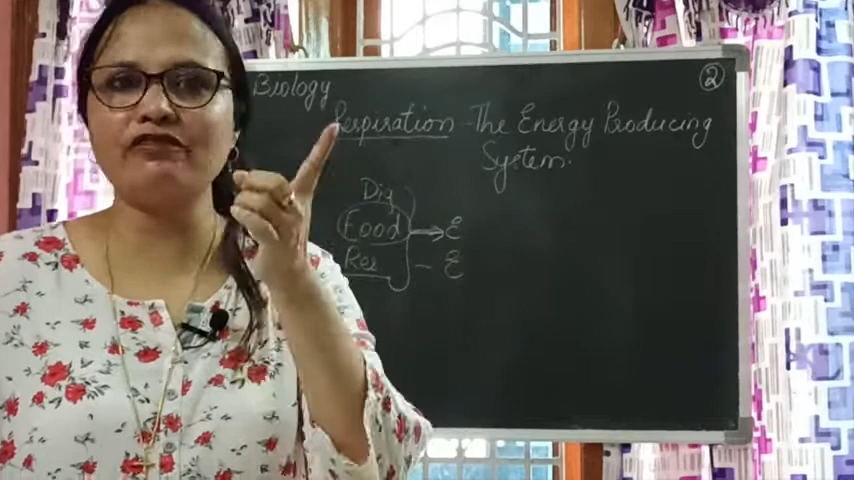 Biology
2
Respiration - The Energy Producing
System.
Dig
Food → E
Res - E